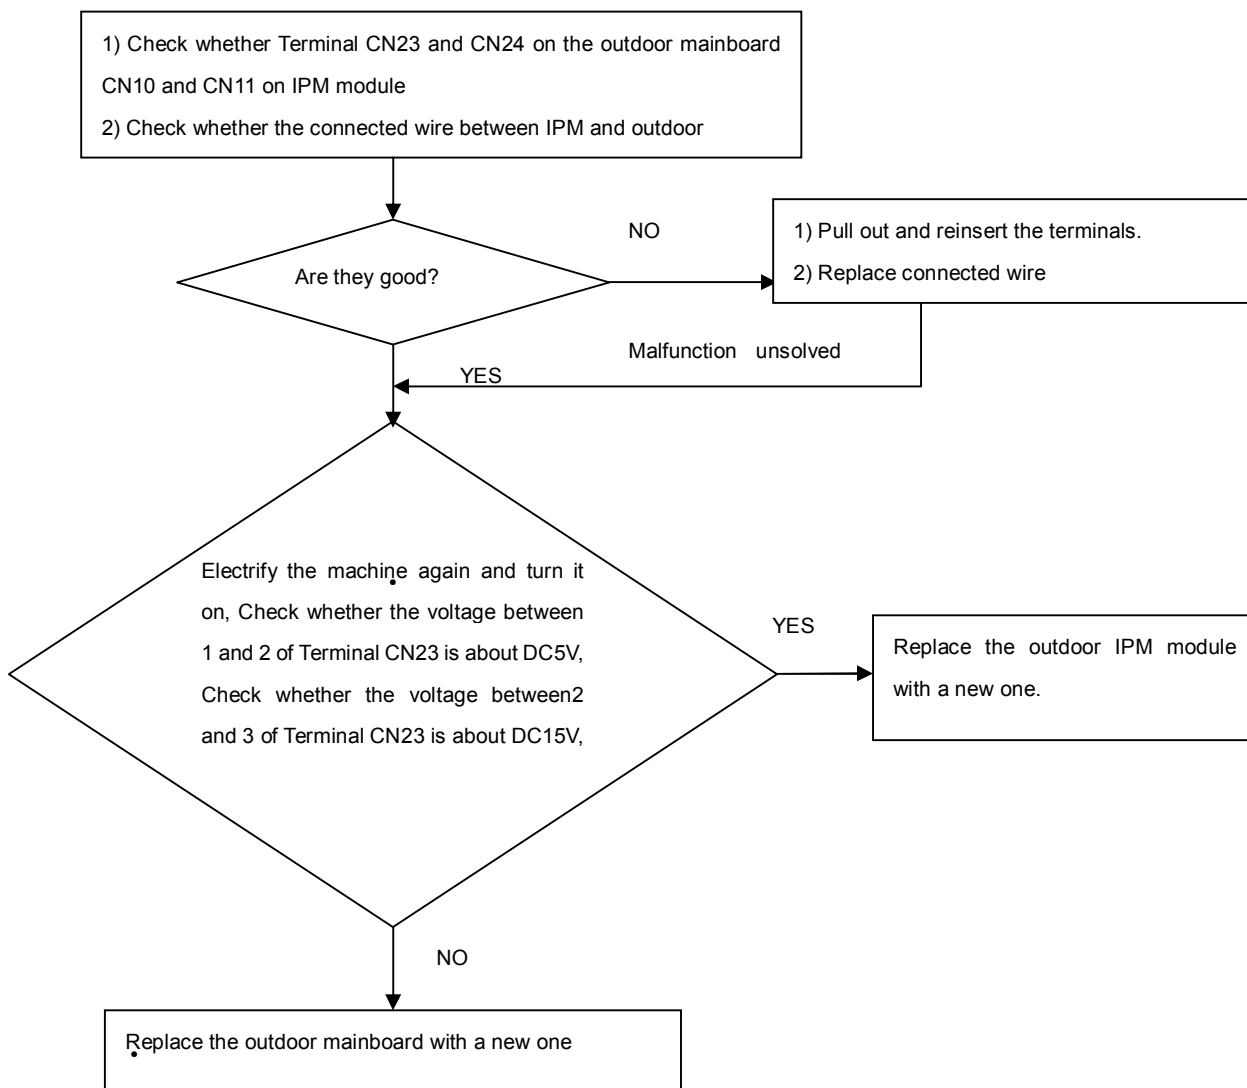 1) Check whether Terminal CN23 and CN24 on the outdoor mainboard
CN10 and CN11 on IPM module
2) Check whether the connected wire between IPM and outdoor
Are they good?
NO
1) Pull out and reinsert the terminals.
2) Replace connected wire
Malfunction unsolved
YES
Electrify the machine again and turn it
on, Check whether the voltage between
1 and 2 of Terminal CN23 is about DC5V,
Check whether the voltage between2
and 3 of Terminal CN23 is about DC15V,
YES
Replace the outdoor IPM module
with a new one.
NO
Replace the outdoor mainboard with a new one